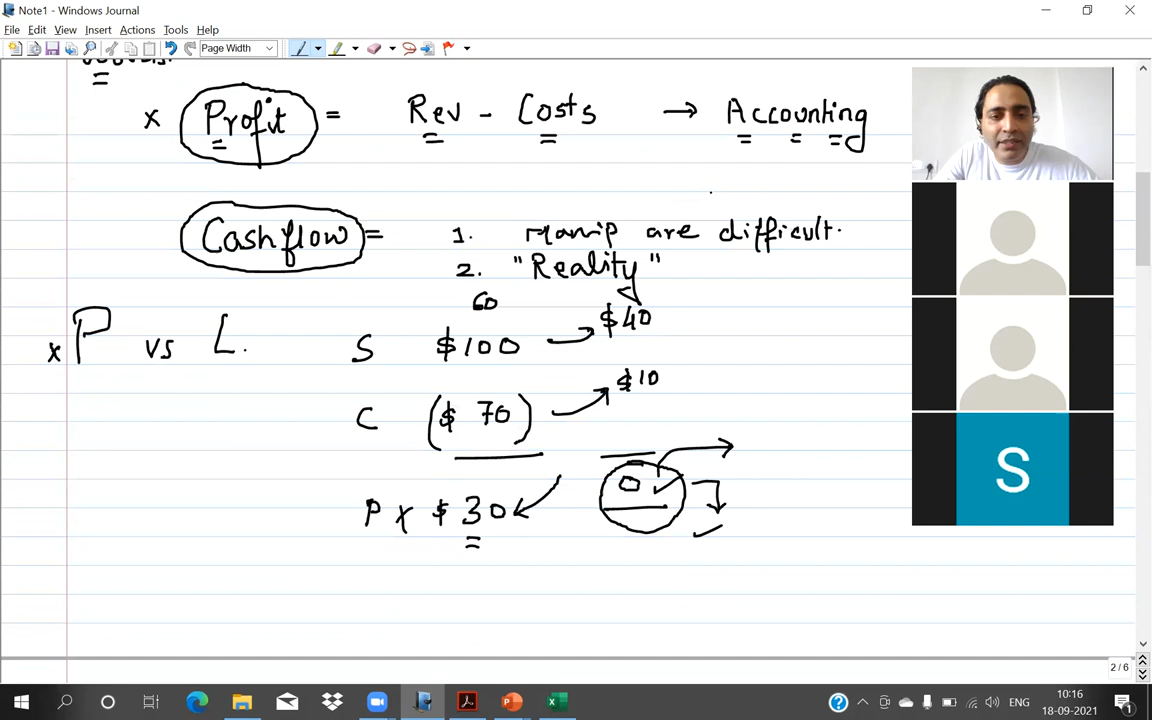 Note1 - Windows Journal
File Edit View Insert Actions Tools Help
Page Width
x Profit = Rev - Costs → Accounting
Cashflow = 1. manip are difficult.
2. "Reality"
60
x P vs L. S $100 → $40
C ($ 70) → $10
0
P x $ 30
2/6
S
ENG
10:16
18-09-2021
1